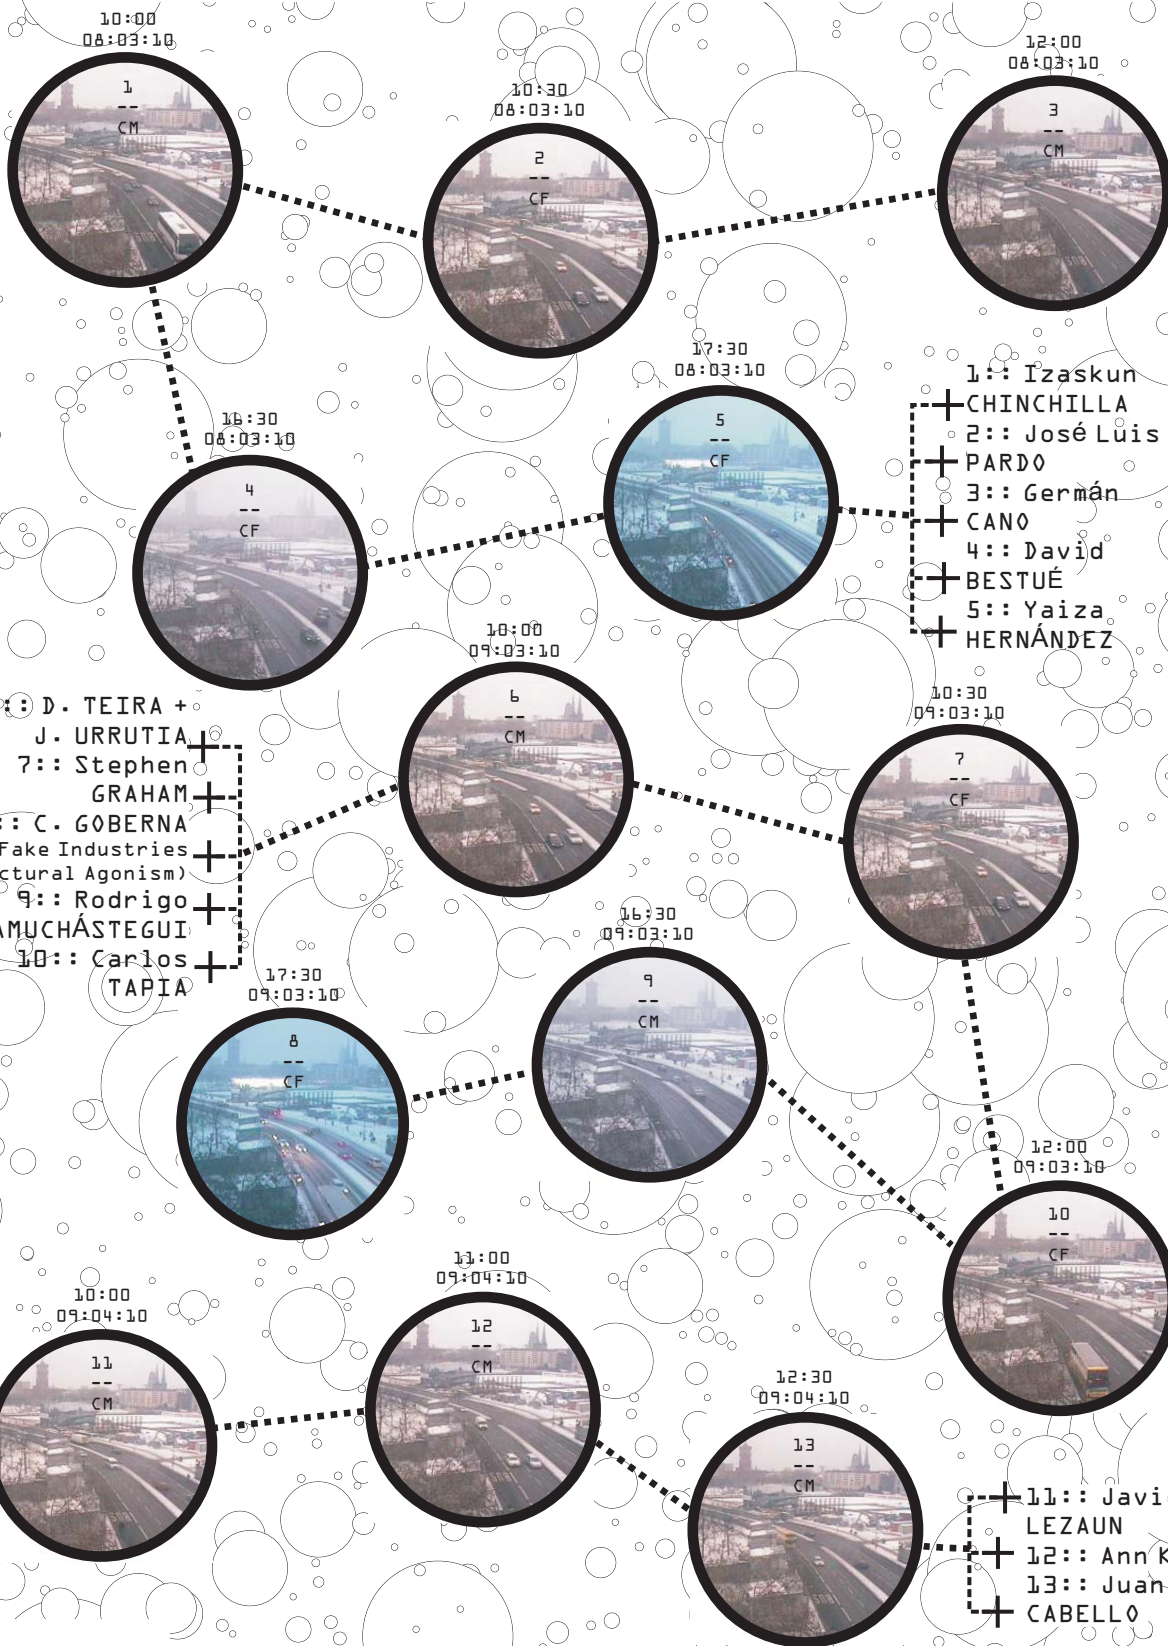 10:00
08:03:10
1
--
CM
10:30
08:03:10
2
--
CF
12:00
08:03:10
3
--
CM
16:30
08:03:10
4
--
CF
17:30
08:03:10
5
--
CF
1:: Izaskun
CHINCHILLA
2:: José Luis
PARDO
3:: Germán
CANO
4:: David
BESTUÉ
5:: Yaiza
HERNÁNDEZ
10:00
09:03:10
6
--
CM
10:30
09:03:10
7
--
CF
:: D. TEIRA +
J. URRUTIA
7:: Stephen
GRAHAM
:: C. GOBERNA
Fake Industries
ctural Agonism)
9:: Rodrigo
AMUCHÁSTEGUI
10:: Carlos
TAPIA
17:30
09:03:10
8
--
CF
16:30
09:03:10
9
--
CM
12:00
09:03:10
10
--
CF
10:00
09:04:10
11
--
CM
11:00
09:04:10
12
--
CM
12:30
09:04:10
13
--
CM
11:: Javi
LEZAUN
12:: Ann K
13:: Juan
CABELLO